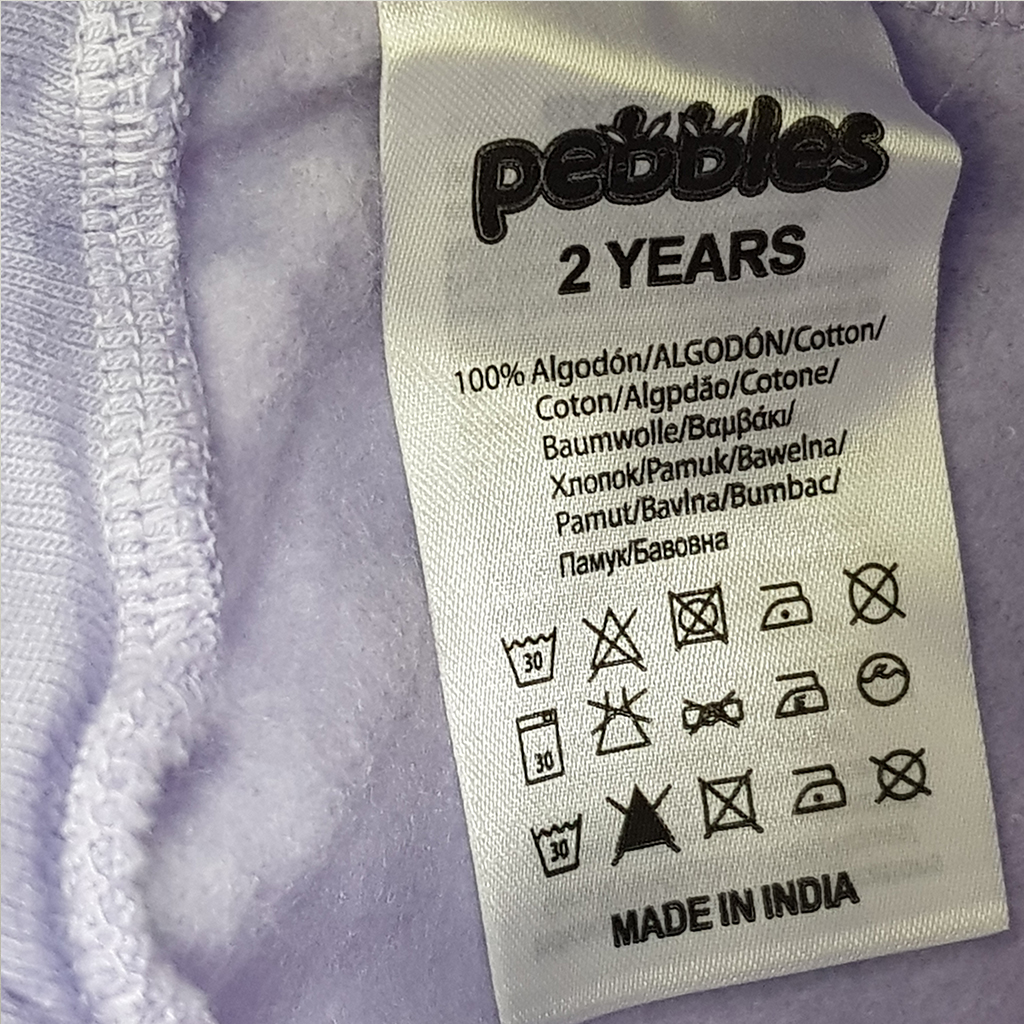 pebbles
2 YEARS
100% Algodón/ALGODÓN/Cotton/
Coton/Algpdão/Cotone/
Baumwolle/Βαμβάκι/
Хлопок/Pamuk/Bawelna/
Pamut/Bavlna/Bumbac/
Памук/Бавовна
30
30
30
MADE IN INDIA